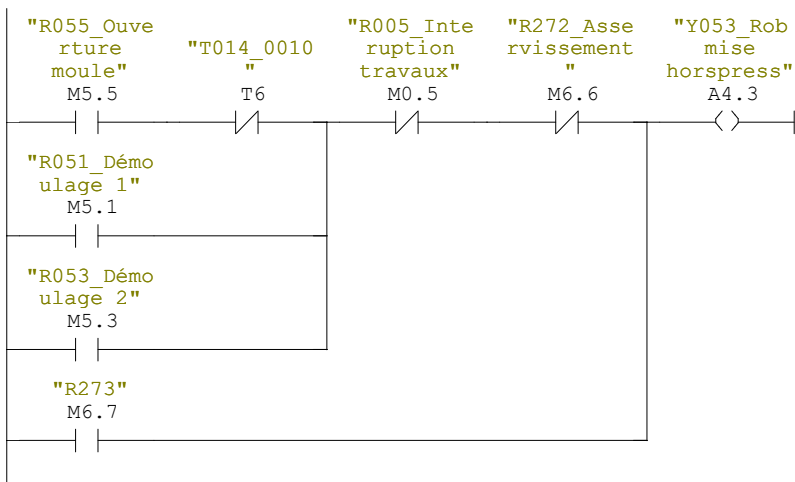 "R055_Ouve
rture
moule"
M5.5
"T014_0010
"
T6
"R005_Inte
ruption
travaux"
M0.5
"R272_Asse
rvissement
"
M6.6
"Y053_Rob
mise
horspress"
A4.3
"R051_Démo
ulage 1"
M5.1
"R053_Démo
ulage 2"
M5.3
"R273"
M6.7